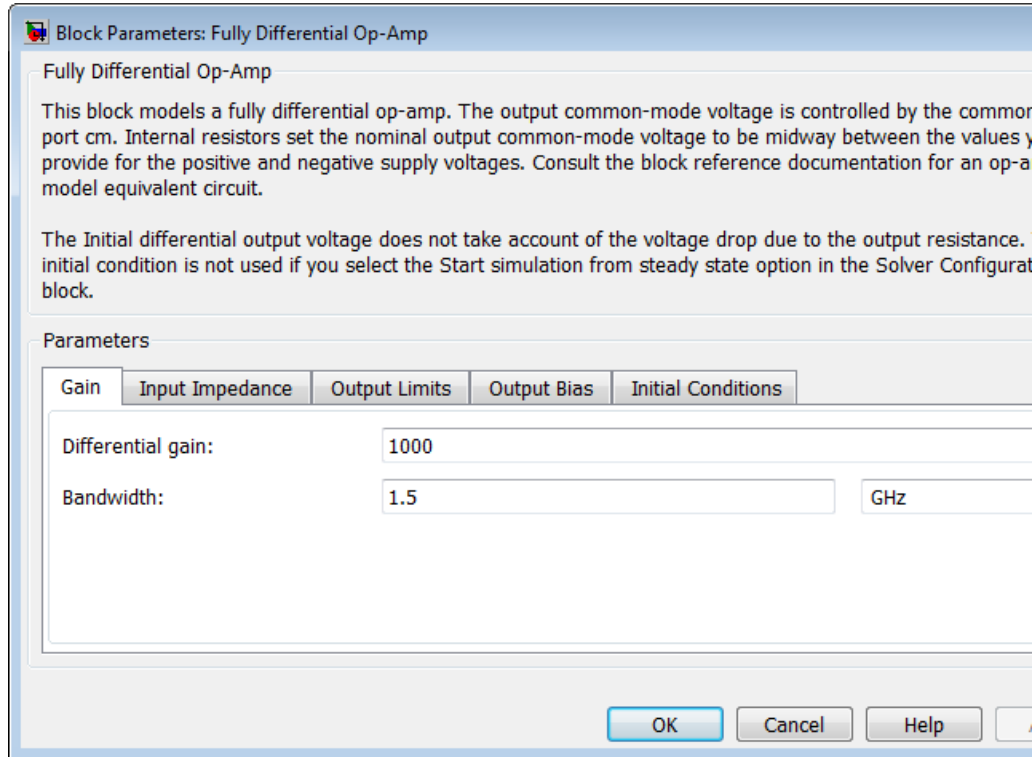 Block Parameters: Fully Differential Op-Amp
Fully Differential Op-Amp
This block models a fully differential op-amp. The output common-mode voltage is controlled by the common
port cm. Internal resistors set the nominal output common-mode voltage to be midway between the values
provide for the positive and negative supply voltages. Consult the block reference documentation for an
model equivalent circuit.
The Initial differential output voltage does not take account of the voltage drop due to the output resistance.
initial condition is not used if you select the Start simulation from steady state option in the Solver
block.
Parameters
Gain Input Impedance Output Limits Output Bias Initial Conditions
Differential gain: 1000
Bandwidth: 1.5 GHz
OK Cancel Help